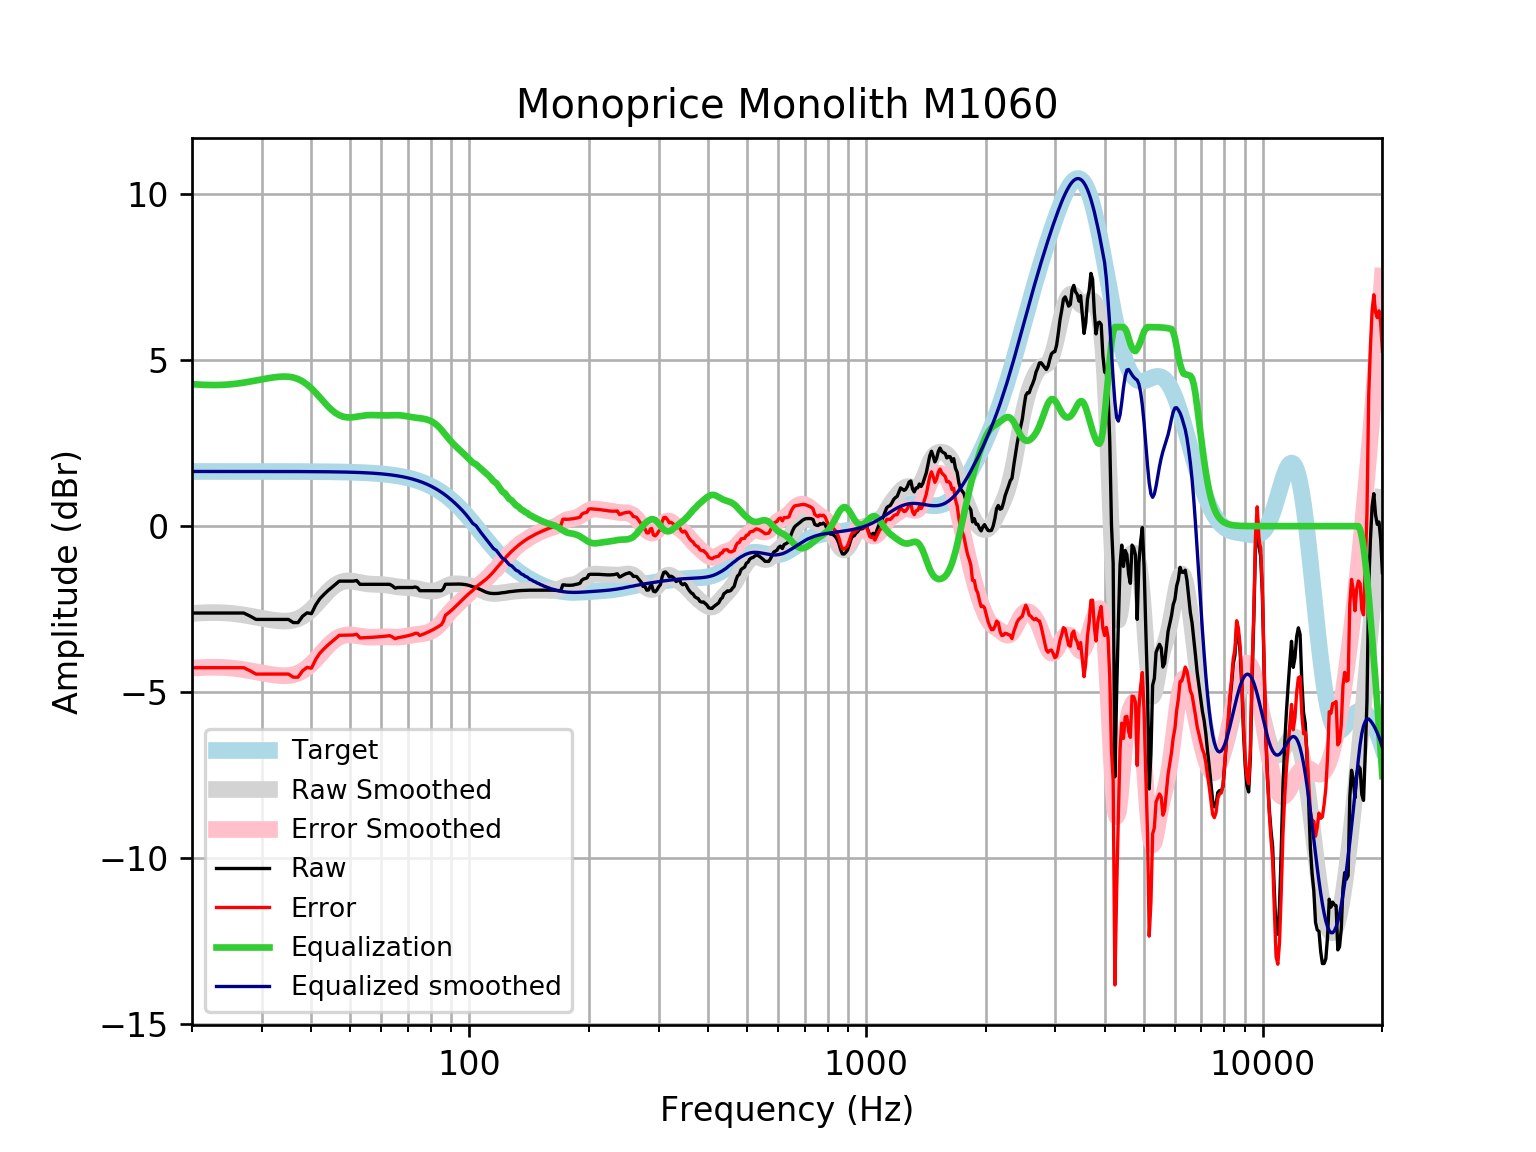 Monoprice Monolith M1060
Amplitude (dBr)
10
5
0
−5
−10
−15
Target
Raw Smoothed
Error Smoothed
Raw
Error
Equalization
Equalized smoothed
100
1000
10000
Frequency (Hz)